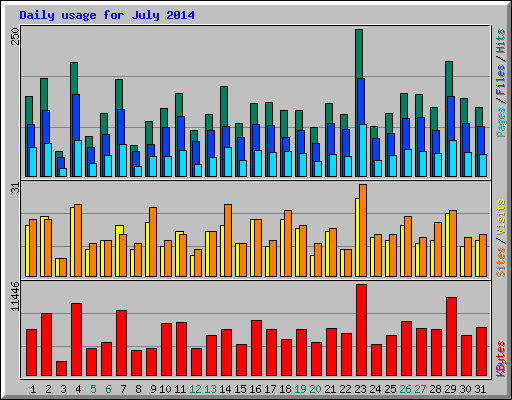 Daily usage for July 2014
250
Pages / Files / Hits
31
Sites / Visits
11446
KBytes
1 2 3 4 5 6 7 8 9 10 11 12 13 14 15 16 17 18 19 20 21 22 23 24 25 26 27 28 29 30 31